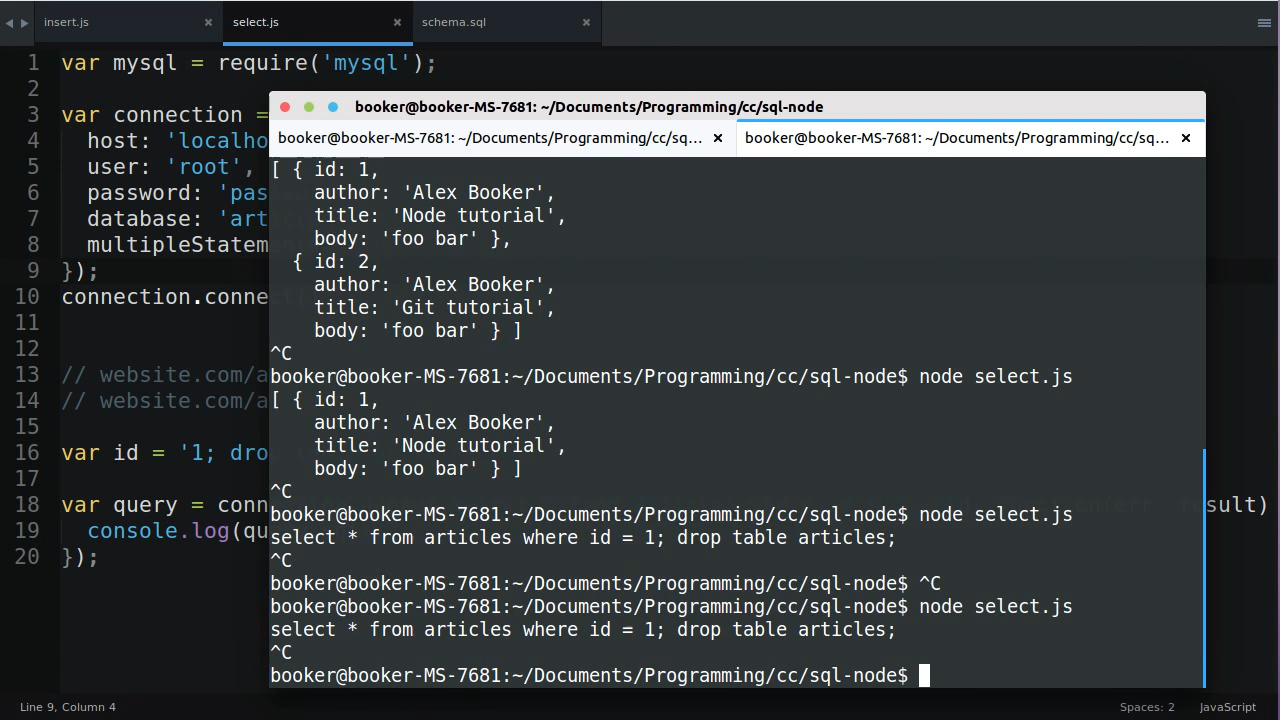 insert.js
select.js
schema.sql
1 var mysql = require('mysql');
2
3 var connection =
4 host: 'localho
5 user: 'root',
6 password: 'pas
7 database: 'art
8 multipleStatem
9 });
10 connection.connect
11
12
13 // website.com/a
14 // website.com/a
15
16 var id = '1; dro
17
18 var query = conn result)
19 console.log(qu
20 });
booker@booker-MS-7681: ~/Documents/Programming/cc/sql-node
booker@booker-MS-7681: ~/Documents/Programming/cc/sq...
booker@booker-MS-7681: ~/Documents/Programming/cc/sq...
[ { id: 1,
author: 'Alex Booker',
title: 'Node tutorial',
body: 'foo bar' },
{ id: 2,
author: 'Alex Booker',
title: 'Git tutorial',
body: 'foo bar' } ]
^C
booker@booker-MS-7681:~/Documents/Programming/cc/sql-node$ node select.js
[ { id: 1,
author: 'Alex Booker',
title: 'Node tutorial',
body: 'foo bar' } ]
^C
booker@booker-MS-7681:~/Documents/Programming/cc/sql-node$ node select.js
select * from articles where id = 1; drop table articles;
^C
booker@booker-MS-7681:~/Documents/Programming/cc/sql-node$ ^C
booker@booker-MS-7681:~/Documents/Programming/cc/sql-node$ node select.js
select * from articles where id = 1; drop table articles;
^C
booker@booker-MS-7681:~/Documents/Programming/cc/sql-node$
Line 9, Column 4
Spaces: 2
JavaScript